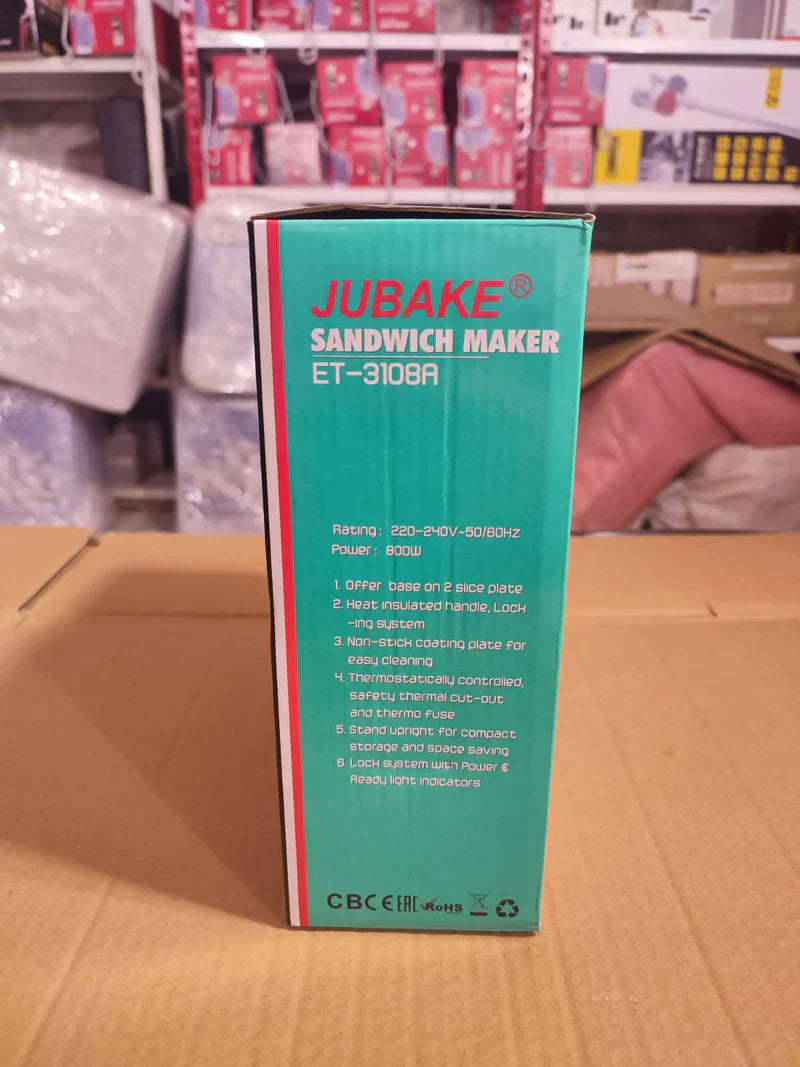 JUBAKE®
SANDWICH MAKER
ET-3108A
Rating: 220-240V~50/60Hz
Power: 800W
1. Offer base on 2 slice plate
2. Heat insulated handle, Lock
-ing system
3. Non-stick coating plate for
easy cleaning
4. Thermostatically controlled,
safety thermal cut-out
and thermo fuse
5. Stand upright for compact
storage and space saving
6. Lock system with Power &
Ready light indicators
CB CE EAC RoHS